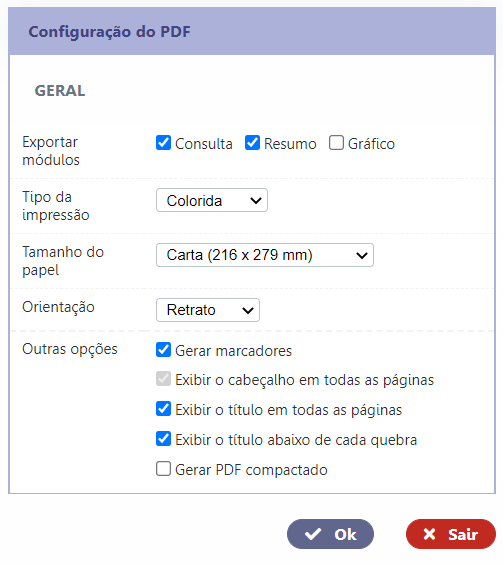 Configuração do PDF
GERAL
Exportar módulos
Consulta Resumo Gráfico
Tipo da impressão
Colorida
Tamanho do papel
Carta (216 x 279 mm)
Orientação
Retrato
Outras opções
Gerar marcadores
Exibir o cabeçalho em todas as páginas
Exibir o título em todas as páginas
Exibir o título abaixo de cada quebra
Gerar PDF compactado
Ok
Sair